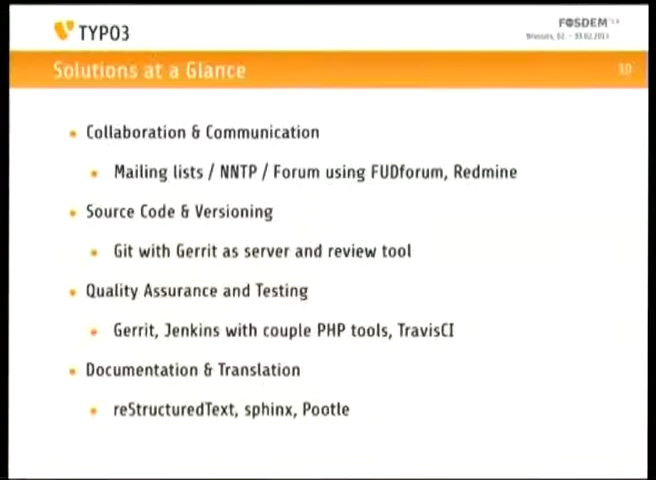 TYPO3
FOSDEM
Brussels, 02. - 03.02.2013
Solutions at a Glance
10
Collaboration & Communication
Mailing lists / NNTP / Forum using FUDforum, Redmine
Source Code & Versioning
Git with Gerrit as server and review tool
Quality Assurance and Testing
Gerrit, Jenkins with couple PHP tools, TravisCI
Documentation & Translation
reStructuredText, sphinx, Pootle